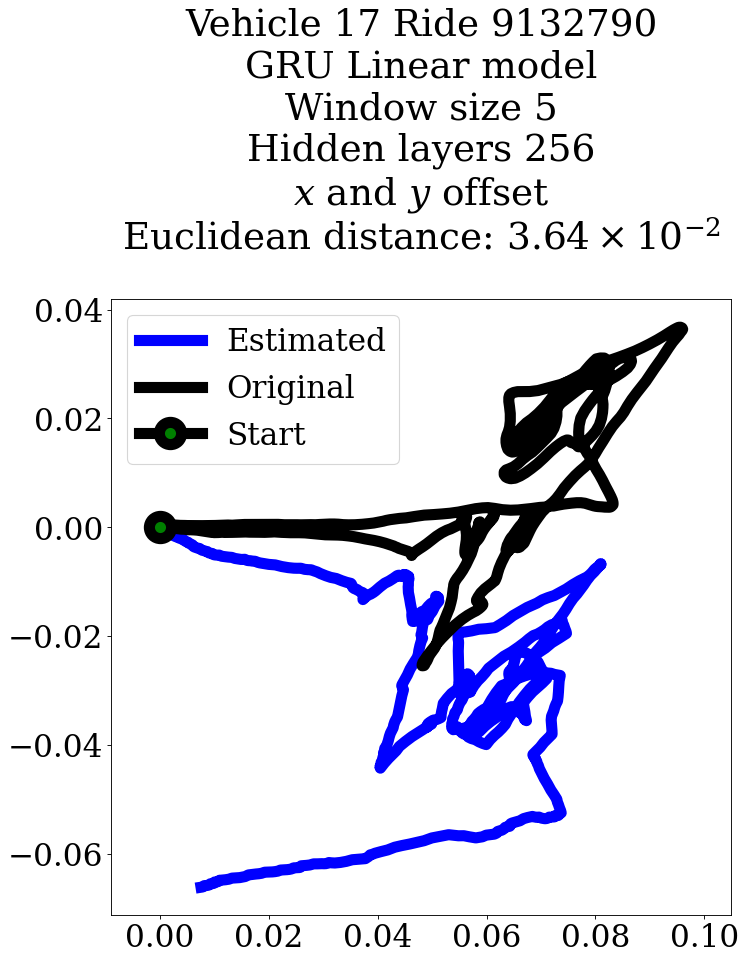 Vehicle 17 Ride 9132790
GRU Linear model
Window size 5
Hidden layers 256
x and y offset
Euclidean distance: 3.64 × 10⁻²
Estimated
Original
Start
0.04
0.02
0.00
−0.02
−0.04
−0.06
0.00 0.02 0.04 0.06 0.08 0.10